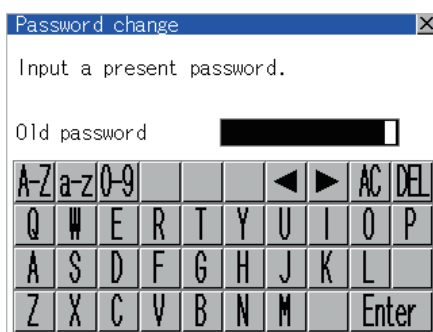 Password change
Input a present password.
Old password
A-Z a-z 0-9 ◀ ▶ AC DEL
Q W E R T Y U I O P
A S D F G H J K L
Z X C V B N M Enter